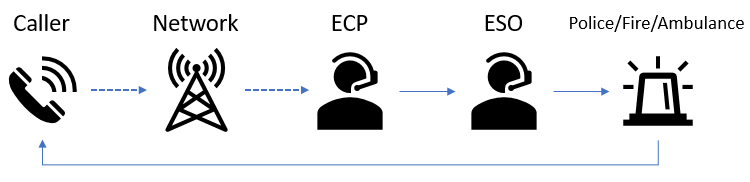 Caller
Network
ECP
ESO
Police/Fire/Ambulance